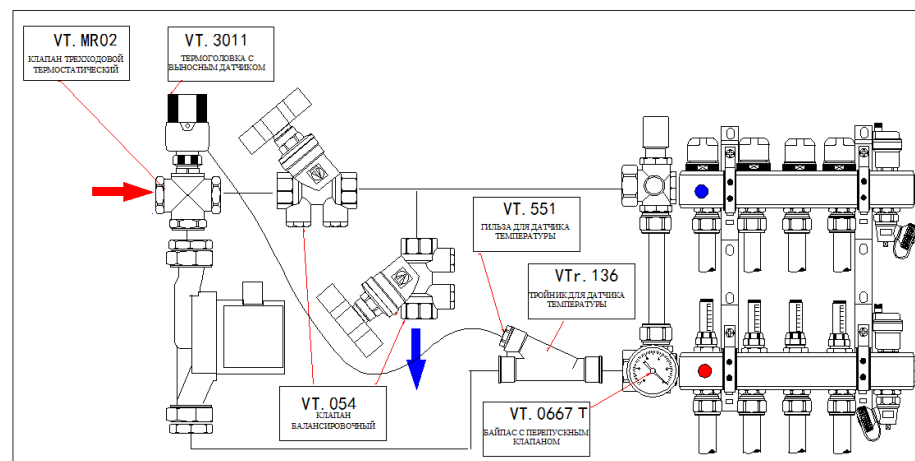 VT. MR02
КЛАПАН ТРЕХХОДОВОЙ
ТЕРМОСТАТИЧЕСКИЙ
VT. 3011
ТЕРМОГОЛОВКА С
ВЫНОСНЫМ ДАТЧИКОМ
VT. 551
ГИЛЬЗА ДЛЯ ДАТЧИКА
ТЕМПЕРАТУРЫ
VTr. 136
ТРОЙНИК ДЛЯ ДАТЧИКА
ТЕМПЕРАТУРЫ
VT. 054
КЛАПАН
БАЛАНСИРОВОЧНЫЙ
VT. 0667 T
БАЙПАС С ПЕРЕПУСКНЫМ
КЛАПАНОМ